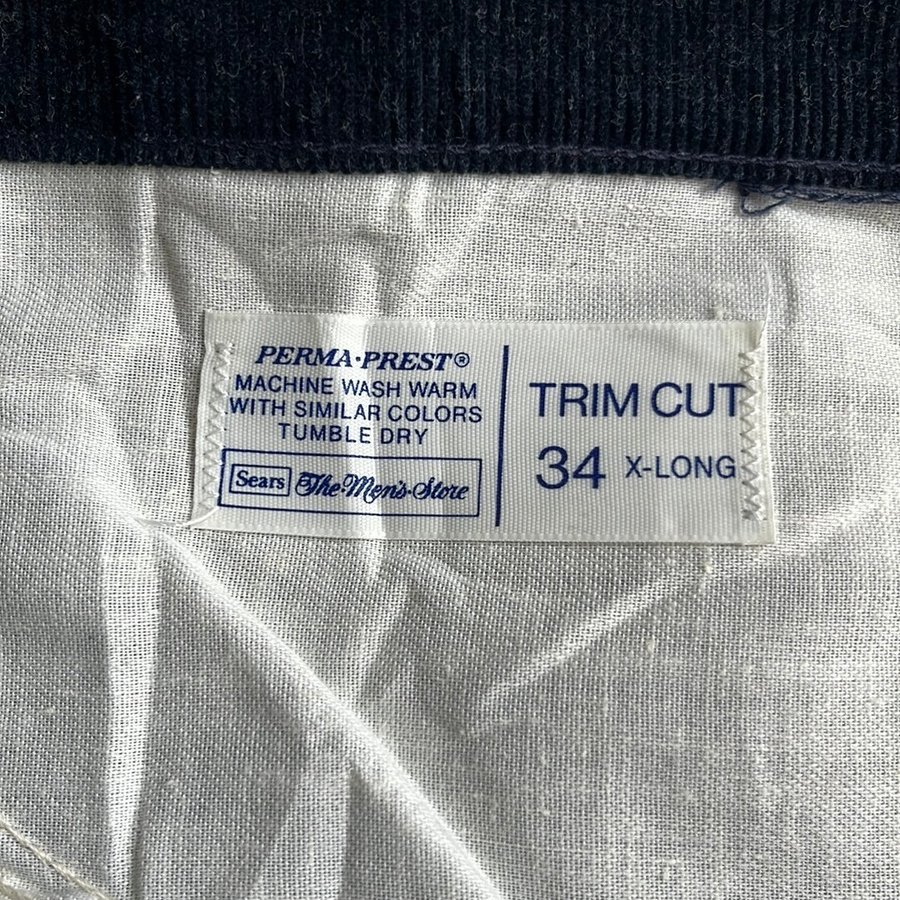 PERMA·PREST®
MACHINE WASH WARM
WITH SIMILAR COLORS
TUMBLE DRY
Sears The·Men's·Store
TRIM CUT
34 X-LONG